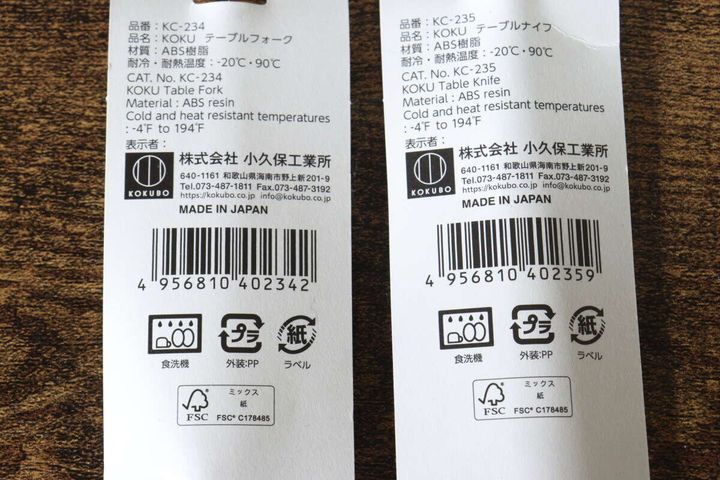 品番：KC-234
品名：KOKU テーブルフォーク
材質：ABS樹脂
耐冷・耐熱温度：-20℃・90℃
CAT. No. KC-234
KOKU Table Fork
Material : ABS resin
Cold and heat resistant temperatures
: -4℉ to 194℉
表示者：
KOKUBO
株式会社 小久保工業所
640-1161 和歌山県海南市野上新201-9
Tel.073-487-1811 Fax.073-487-3192
https://kokubo.co.jp info@kokubo.co.jp
MADE IN JAPAN
4 956810 402342
食洗機
プラ
外装:PP
紙
ラベル
FSC
ミックス
紙
FSC® C178485
品番：KC-235
品名：KOKU テーブルナイフ
材質：ABS樹脂
耐冷・耐熱温度：-20℃・90℃
CAT. No. KC-235
KOKU Table Knife
Material : ABS resin
Cold and heat resistant temperatures
: -4℉ to 194℉
表示者：
KOKUBO
株式会社 小久保工業所
640-1161 和歌山県海南市野上新201-9
Tel.073-487-1811 Fax.073-487-3192
https://kokubo.co.jp info@kokubo.co.jp
MADE IN JAPAN
4 956810 402359
食洗機
プラ
外装:PP
紙
ラベル
FSC
ミックス
紙
FSC® C178485